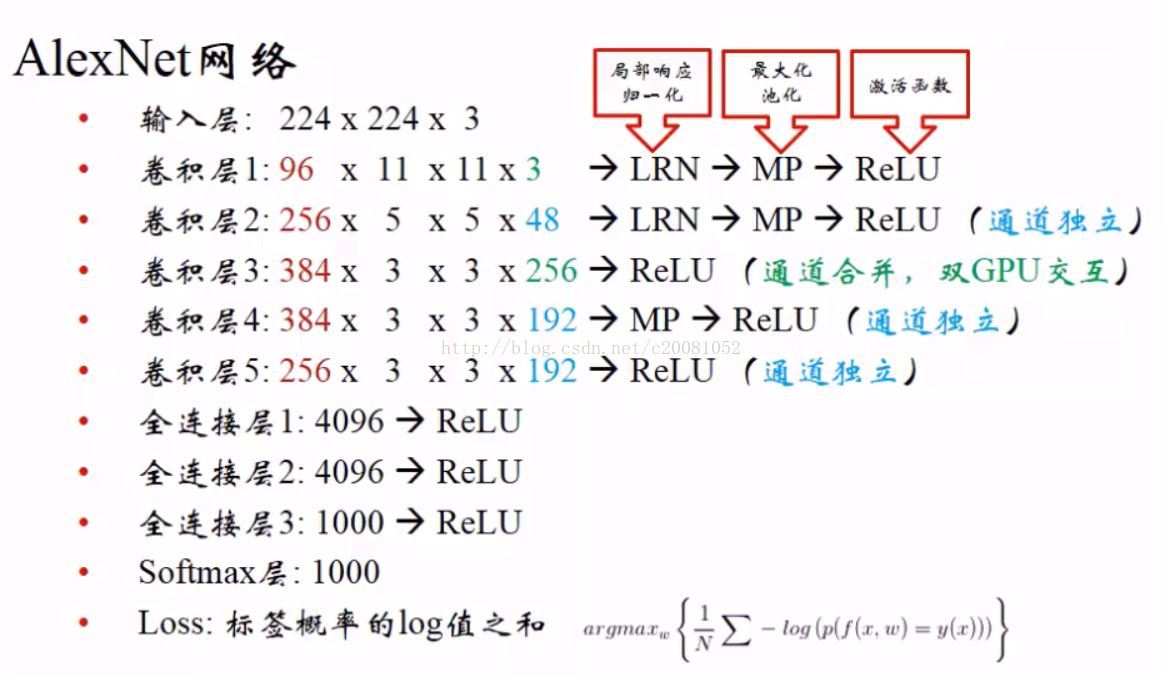 AlexNet网络
局部响应
归一化
最大化
池化
激活函数
• 输入层: 224 x 224 x 3
• 卷积层1: 96 x 11 x 11 x 3 → LRN → MP → ReLU
• 卷积层2: 256 x 5 x 5 x 48 → LRN → MP → ReLU（通道独立）
• 卷积层3: 384 x 3 x 3 x 256 → ReLU（通道合并，双GPU交互）
• 卷积层4: 384 x 3 x 3 x 192 → MP → ReLU（通道独立）
http://blog.csdn.net/c20081052
• 卷积层5: 256 x 3 x 3 x 192 → ReLU（通道独立）
• 全连接层1: 4096 → ReLU
• 全连接层2: 4096 → ReLU
• 全连接层3: 1000 → ReLU
• Softmax层: 1000
• Loss: 标签概率的log值之和 argmax_w { 1/N ∑ −log (p(f(x, w) = y(x))) }